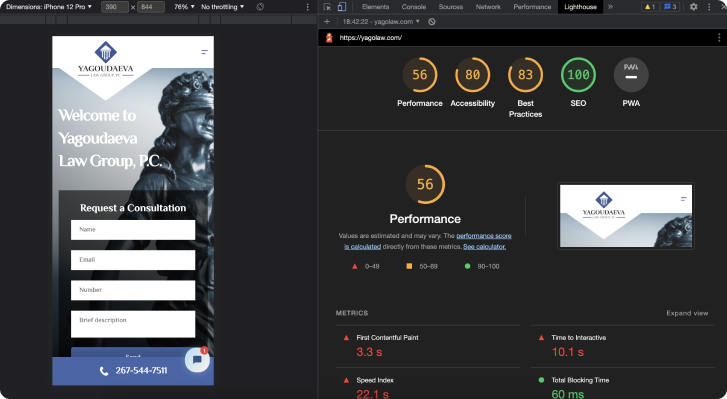 Dimensions: iPhone 12 Pro ▼ 390 × 844 76% ▼ No throttling ▼
YAGOUDAEVA
LAW GROUP, PC
Welcome to
Yagoudaeva
Law Group, P.C.
Request a Consultation
Name
Email
Number
Brief description
Send
1
267-544-7511
Elements Console Sources Network Performance Lighthouse » 1 3
+ 18:42:22 - yagolaw.com ▼
https://yagolaw.com/
56 80 83 100 PWA
Performance Accessibility Best Practices SEO PWA
56
Performance
Values are estimated and may vary. The performance score
is calculated directly from these metrics. See calculator.
0–49 50–89 90–100
YAGOUDAEVA
LAW GROUP, PC
METRICS Expand view
First Contentful Paint
3.3 s
Time to Interactive
10.1 s
Speed Index
22.1 s
Total Blocking Time
60 ms